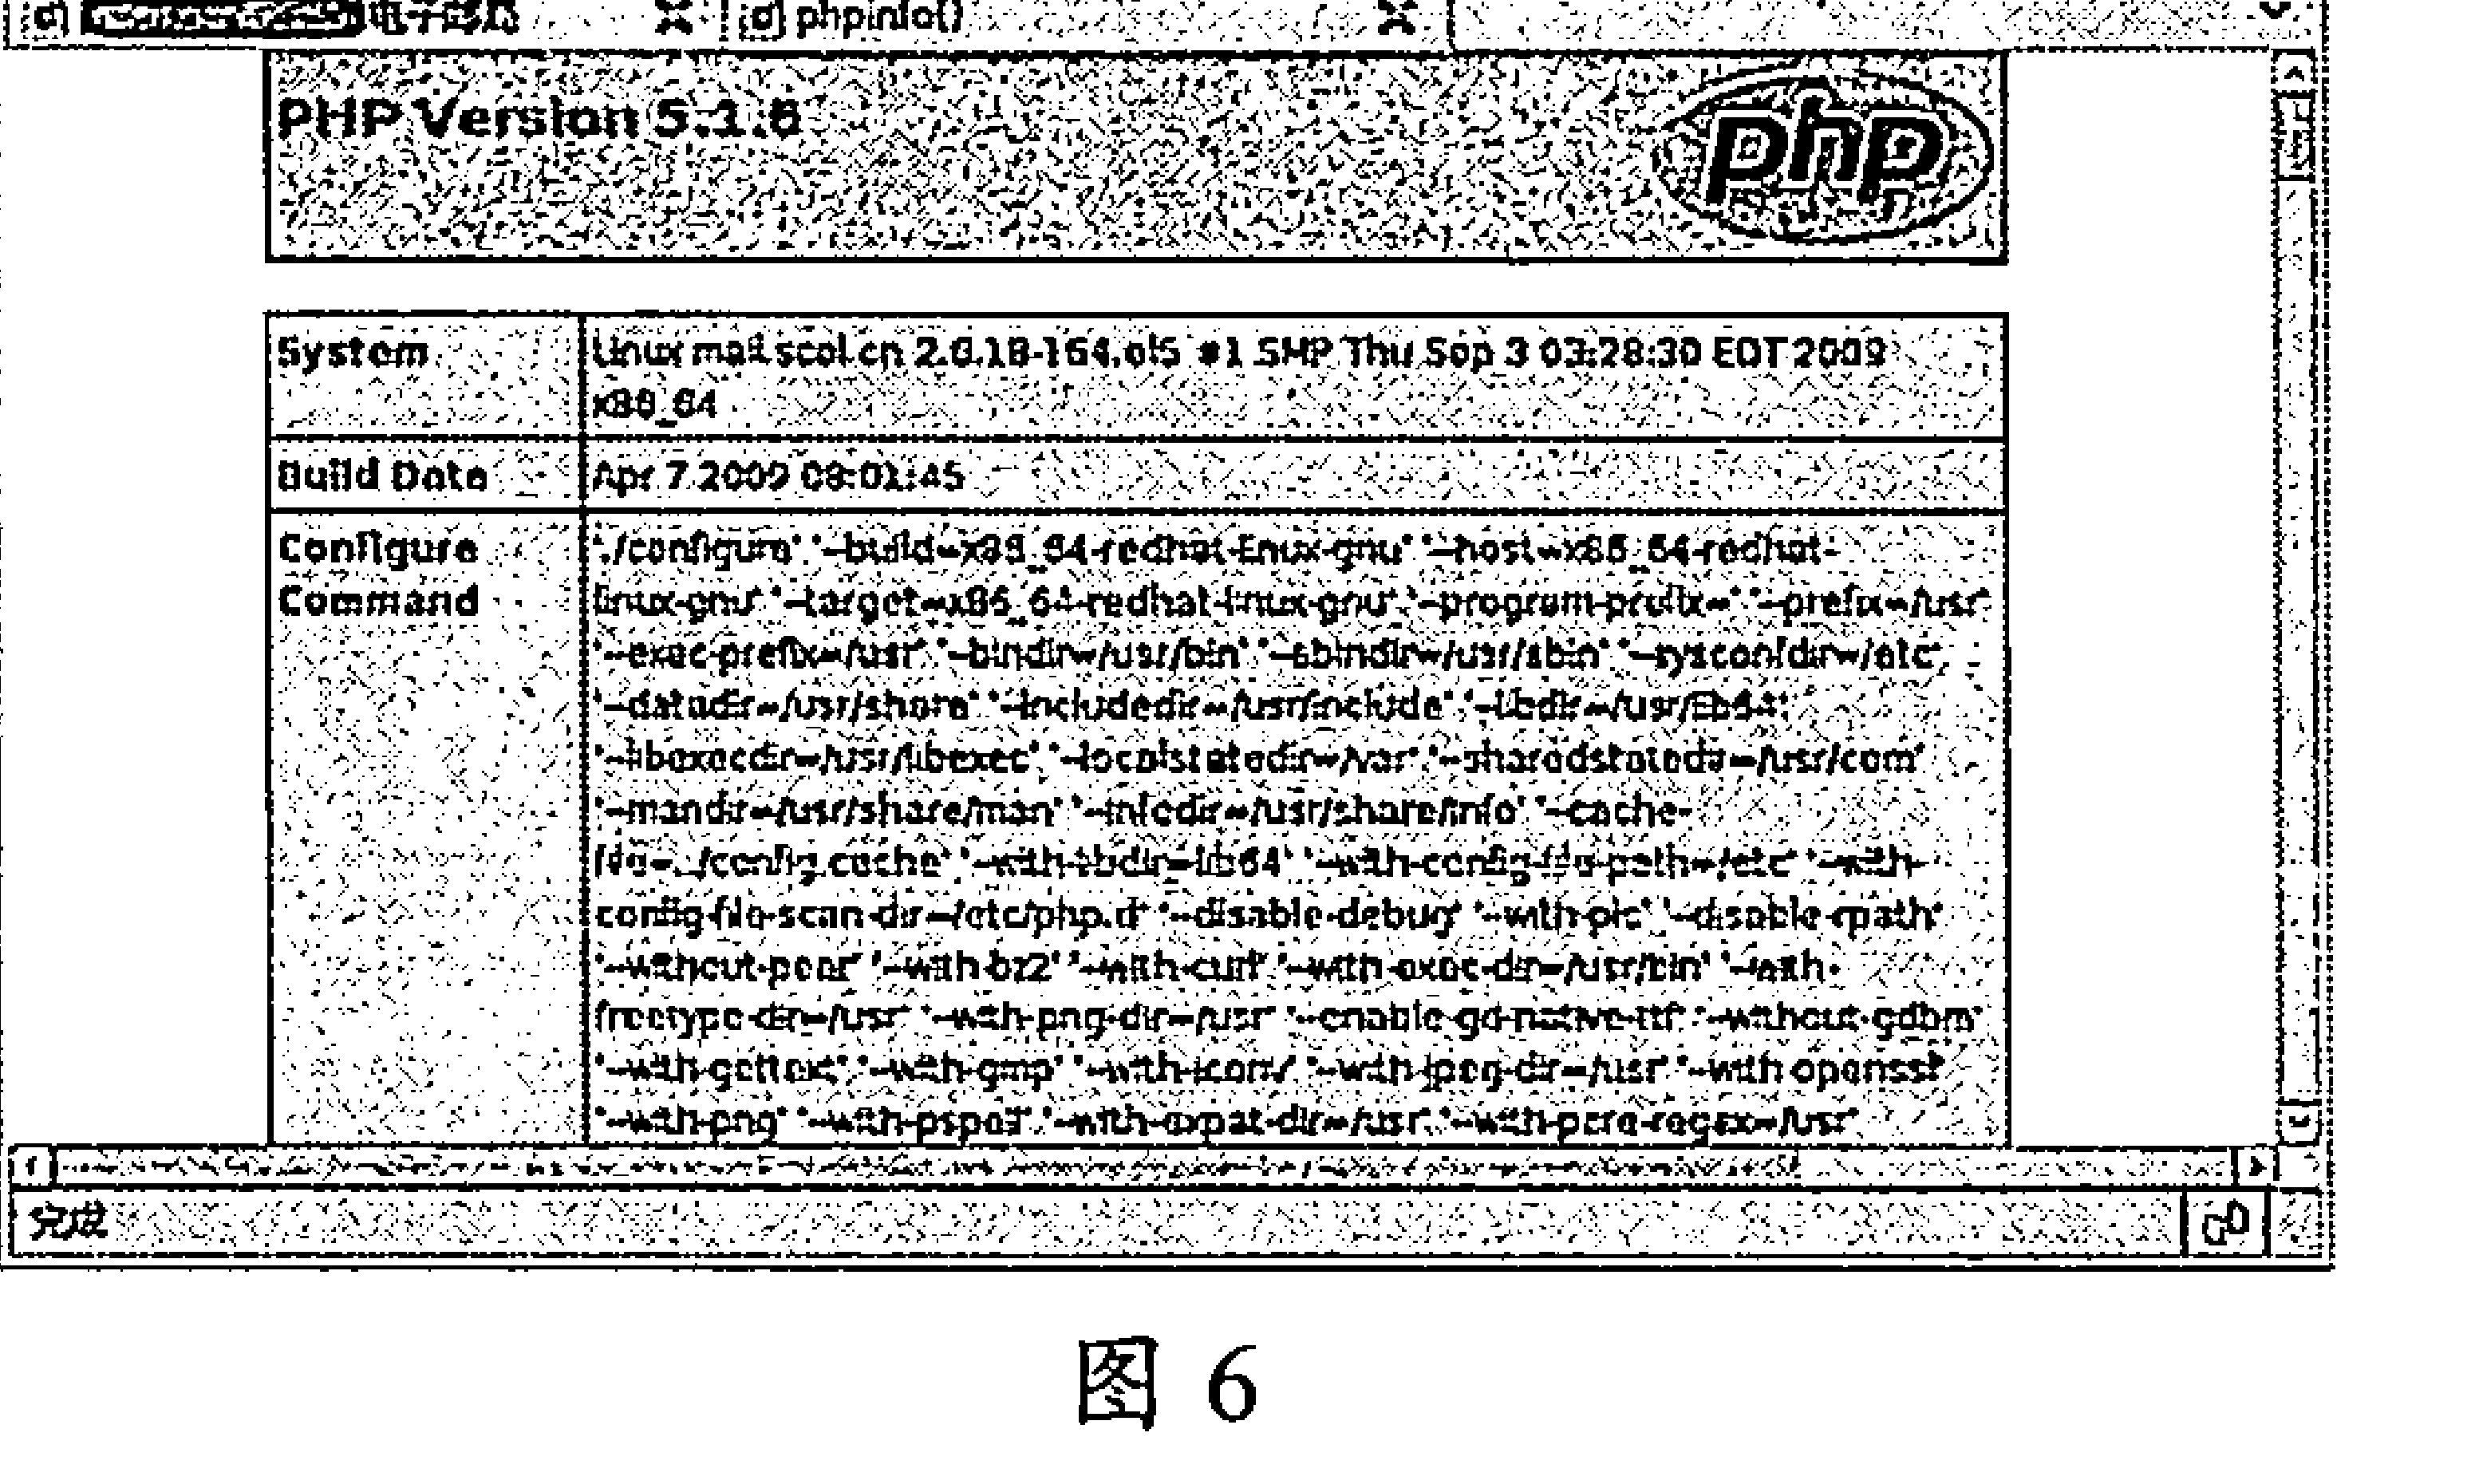 phpinfo()
PHP Version 5.1.6
php
System
Linux mail.scol.cn 2.6.18-164.el5 #1 SMP Thu Sep 3 03:28:30 EDT 2009
x86_64
Build Date
Apr 7 2009 08:01:45
Configure
Command
'./configure' '--build=x86_64-redhat-linux-gnu' '--host=x86_64-redhat-
linux-gnu' '--target=x86_64-redhat-linux-gnu' '--program-prefix=' '--prefix=/usr'
'--exec-prefix=/usr' '--bindir=/usr/bin' '--sbindir=/usr/sbin' '--sysconfdir=/etc'
'--datadir=/usr/share' '--includedir=/usr/include' '--libdir=/usr/lib64'
'--libexecdir=/usr/libexec' '--localstatedir=/var' '--sharedstatedir=/usr/com'
'--mandir=/usr/share/man' '--infodir=/usr/share/info' '--cache-
file=../config.cache' '--with-libdir=lib64' '--with-config-file-path=/etc' '--with-
config-file-scan-dir=/etc/php.d' '--disable-debug' '--with-pic' '--disable-rpath'
'--without-pear' '--with-bz2' '--with-curl' '--with-exec-dir=/usr/bin' '--with-
freetype-dir=/usr' '--with-png-dir=/usr' '--enable-gd-native-ttf' '--without-gdbm'
'--with-gettext' '--with-gmp' '--with-iconv' '--with-jpeg-dir=/usr' '--with-openssl'
'--with-png' '--with-pspell' '--with-expat-dir=/usr' '--with-pcre-regex=/usr'
完成
图 6